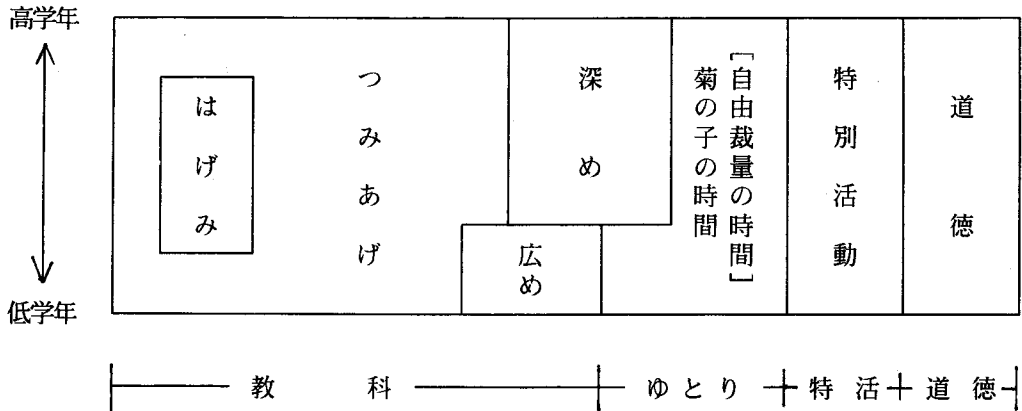 高学年
低学年
はげみ
つみあげ
深め
広め
［自由裁量の時間］
菊の子の時間
特別活動
道徳
教科
ゆとり
特活
道徳